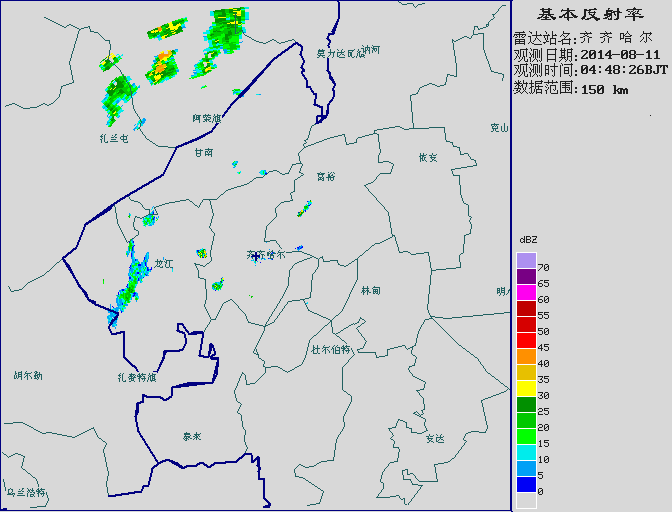 基本反射率
雷达站名: 齐 齐 哈 尔
观测日期: 2014-08-11
观测时间: 04:48:26BJT
数据范围: 150 km
莫力达瓦旗
讷河
阿荣旗
扎兰屯
甘南
克山
依安
富裕
齐齐哈尔
龙江
林甸
明水
杜尔伯特
胡尔勒
扎赉特旗
泰来
安达
乌兰浩特
dBZ
70
65
60
55
50
45
40
35
30
25
20
15
10
5
0